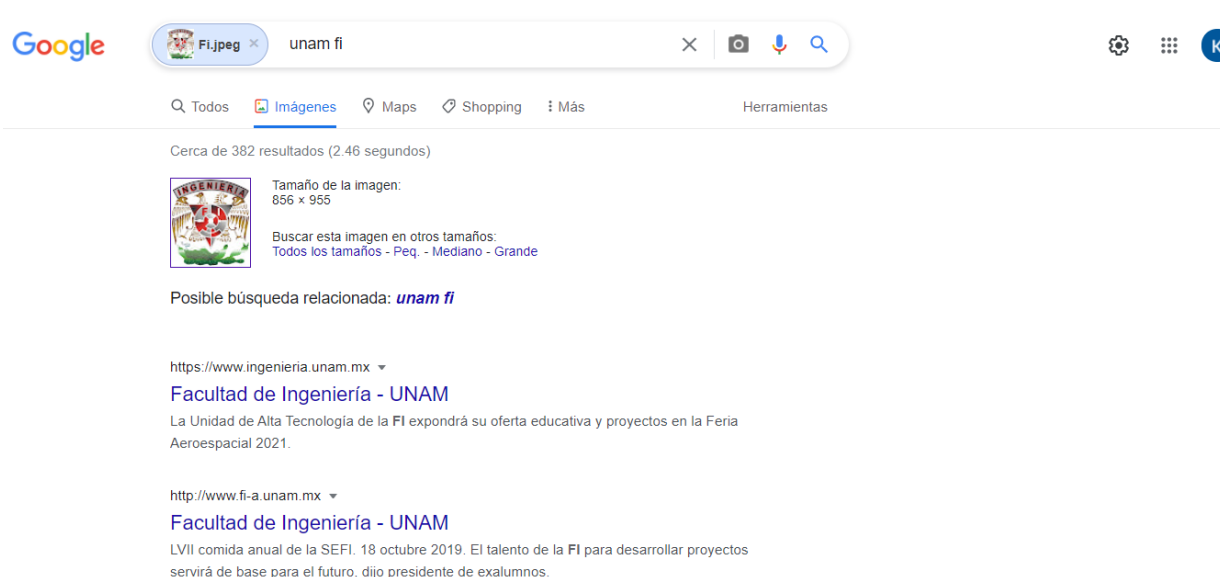 Google
Fi.jpeg
unam fi
K
Todos
Imágenes
Maps
Shopping
Más
Herramientas
Cerca de 382 resultados (2.46 segundos)
INGENIERIA
Tamaño de la imagen:
856 × 955
Buscar esta imagen en otros tamaños:
Todos los tamaños - Peq. - Mediano - Grande
Posible búsqueda relacionada: unam fi
https://www.ingenieria.unam.mx
Facultad de Ingeniería - UNAM
La Unidad de Alta Tecnología de la FI expondrá su oferta educativa y proyectos en la Feria
Aeroespacial 2021.
http://www.fi-a.unam.mx
Facultad de Ingeniería - UNAM
LVII comida anual de la SEFI. 18 octubre 2019. El talento de la FI para desarrollar proyectos
servirá de base para el futuro, dijo presidente de exalumnos.